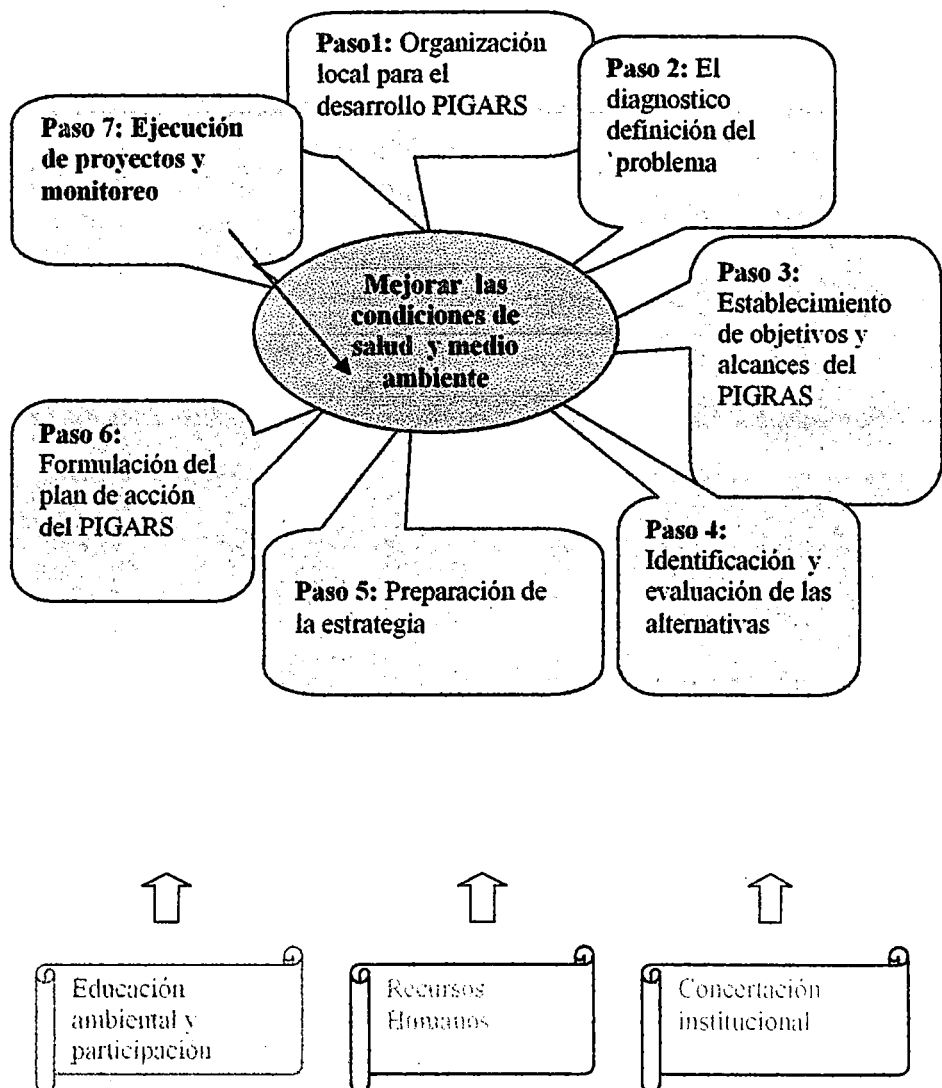 Paso1: Organización
local para el
desarrollo PIGARS
Paso 2: El
diagnostico
definición del
problema
Paso 3:
Establecimiento
de objetivos y
alcances del
PIGRAS
Paso 4:
Identificación y
evaluación de las
alternativas
Paso 5: Preparación de
la estrategia
Paso 6:
Formulación del
plan de acción
del PIGARS
Paso 7: Ejecución
de proyectos y
monitoreo
Mejorar las
condiciones de
salud y medio
ambiente
Educación
ambiental y
participación
Recursos
Humanos
Concertación
institucional